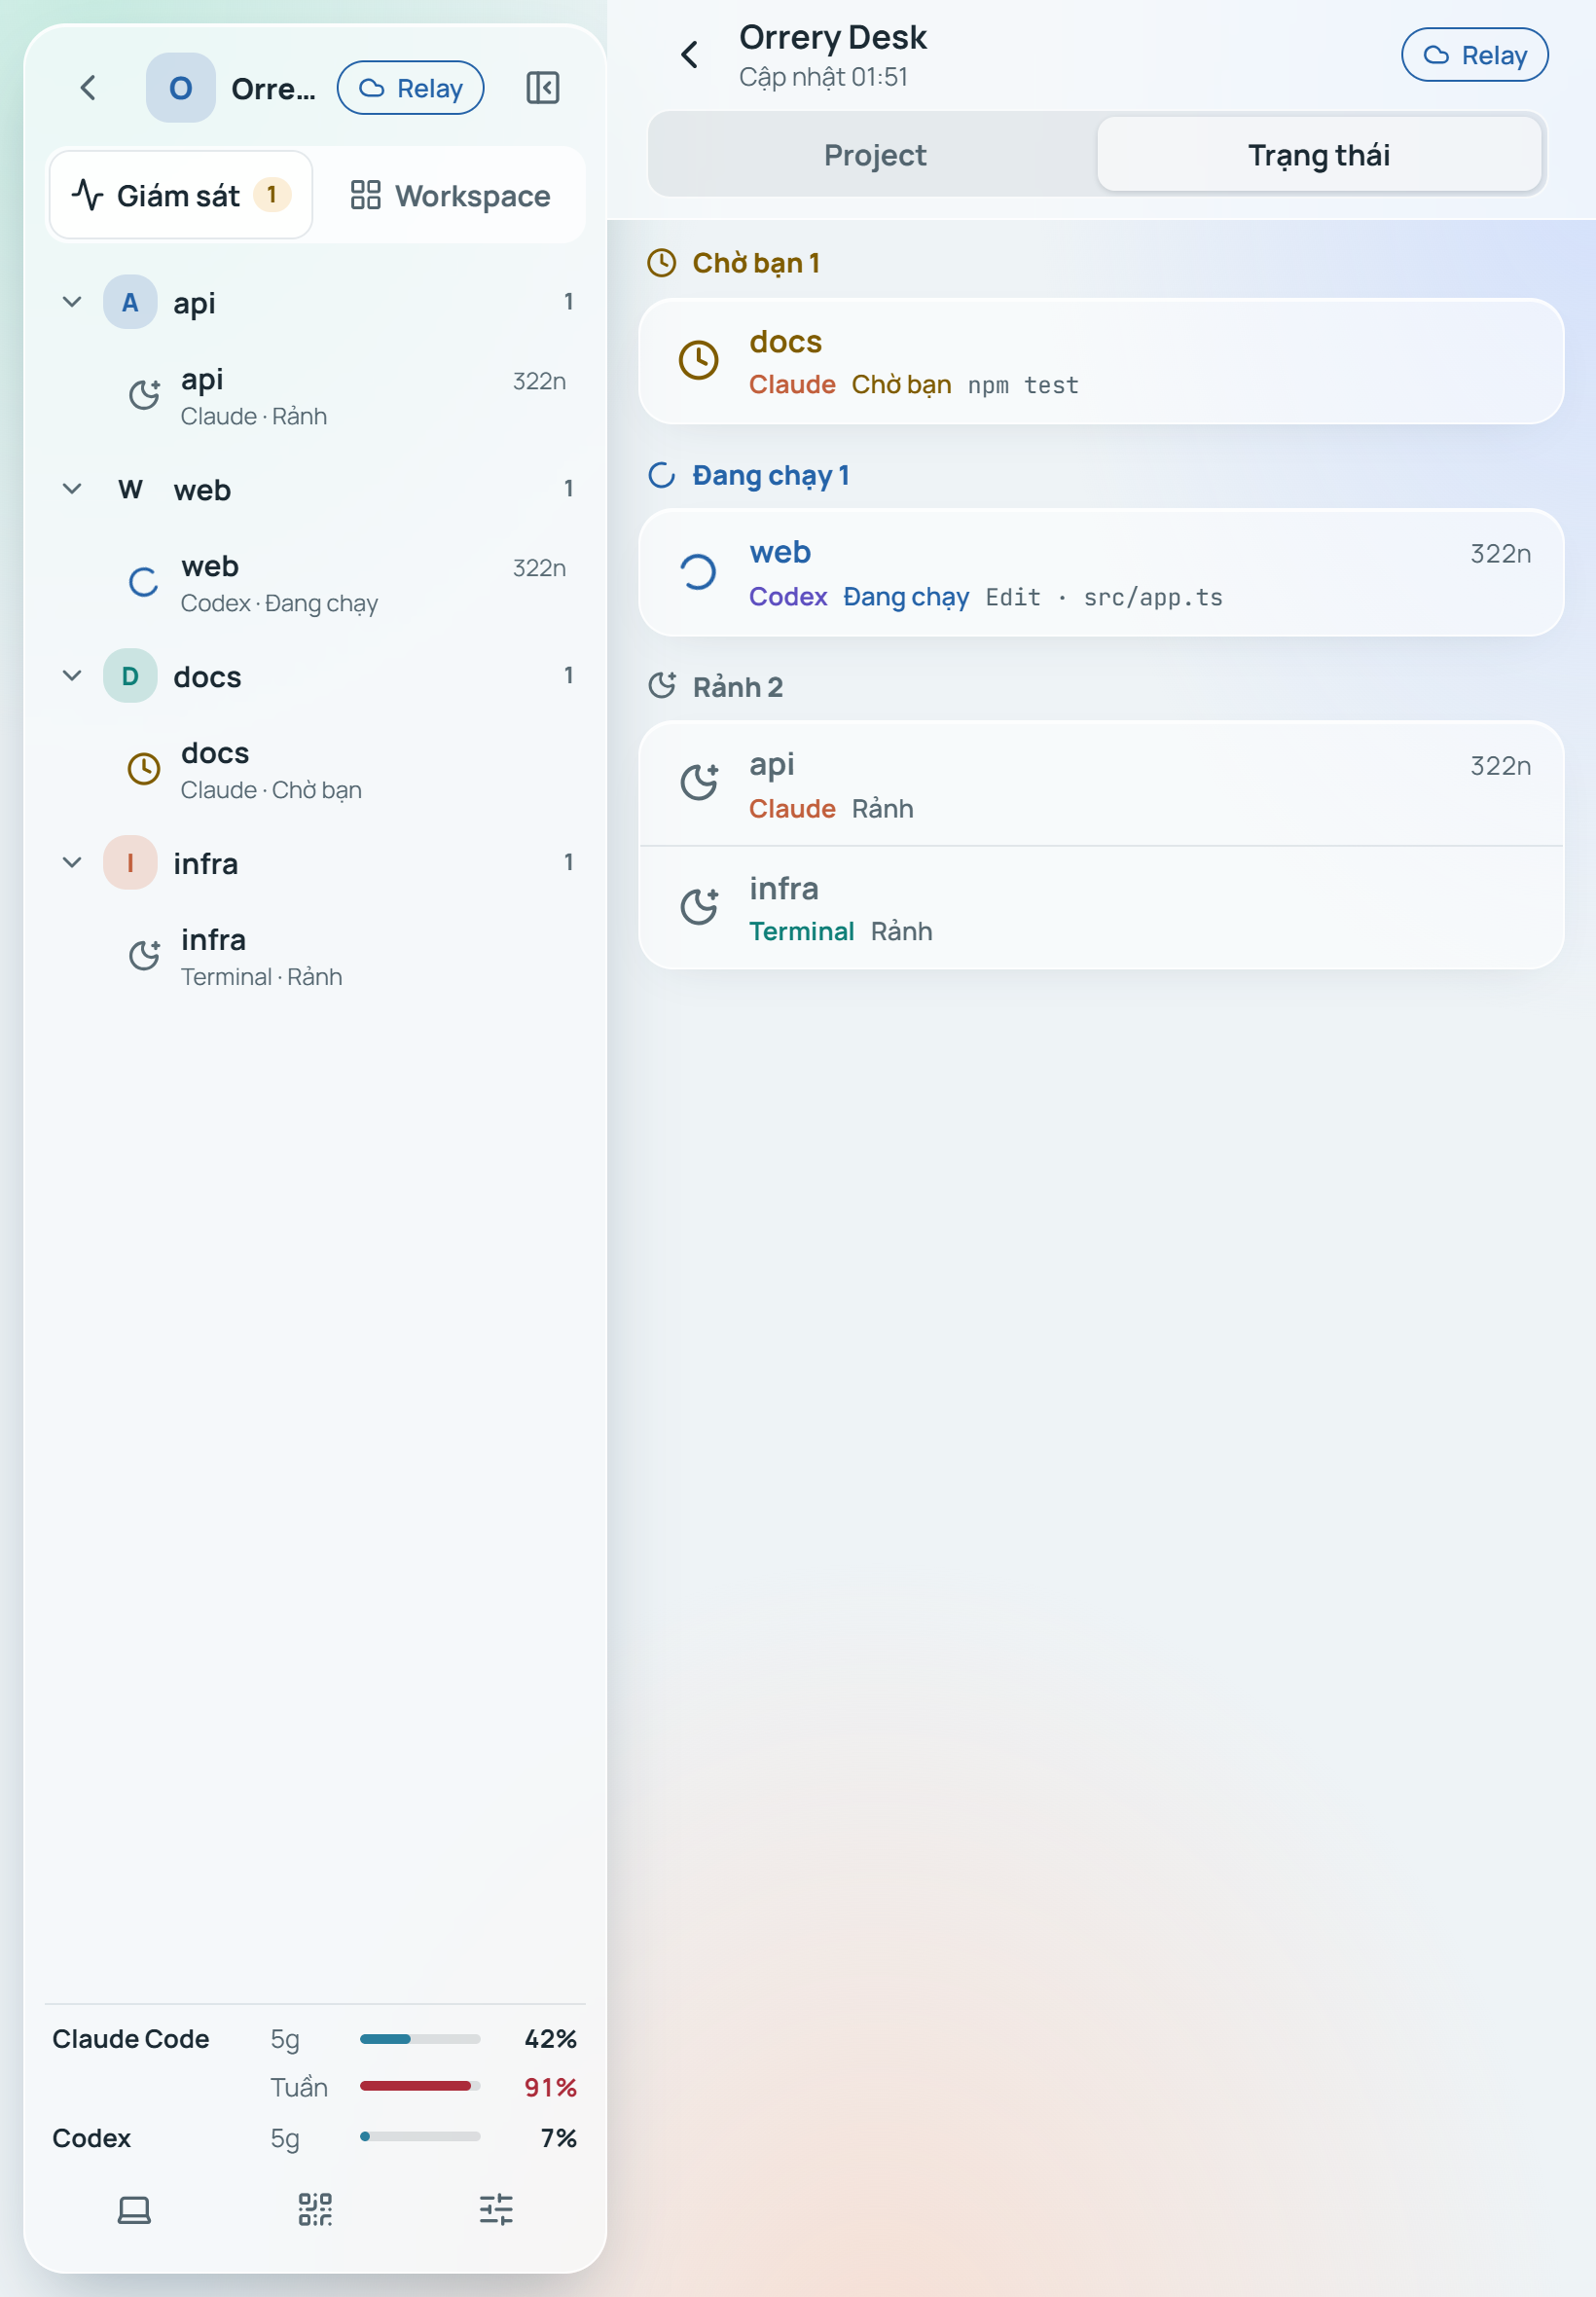 O Orre... Relay
Giám sát 1 Workspace
A api 1
api 322n
Claude · Rảnh
W web 1
web 322n
Codex · Đang chạy
D docs 1
docs
Claude · Chờ bạn
I infra 1
infra
Terminal · Rảnh
Claude Code 5g 42%
Tuần 91%
Codex 5g 7%
Orrery Desk
Cập nhật 01:51
Relay
Project Trạng thái
Chờ bạn 1
docs
Claude Chờ bạn npm test
Đang chạy 1
web 322n
Codex Đang chạy Edit · src/app.ts
Rảnh 2
api 322n
Claude Rảnh
infra
Terminal Rảnh